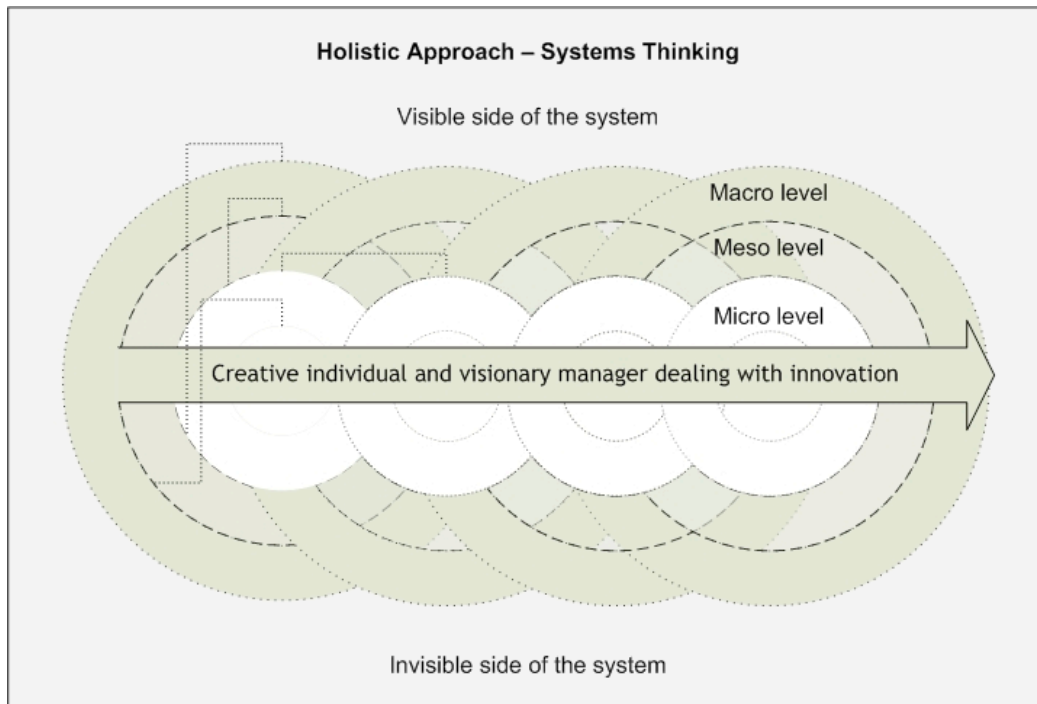 Holistic Approach – Systems Thinking
Visible side of the system
Macro level
Meso level
Micro level
Creative individual and visionary manager dealing with innovation
Invisible side of the system